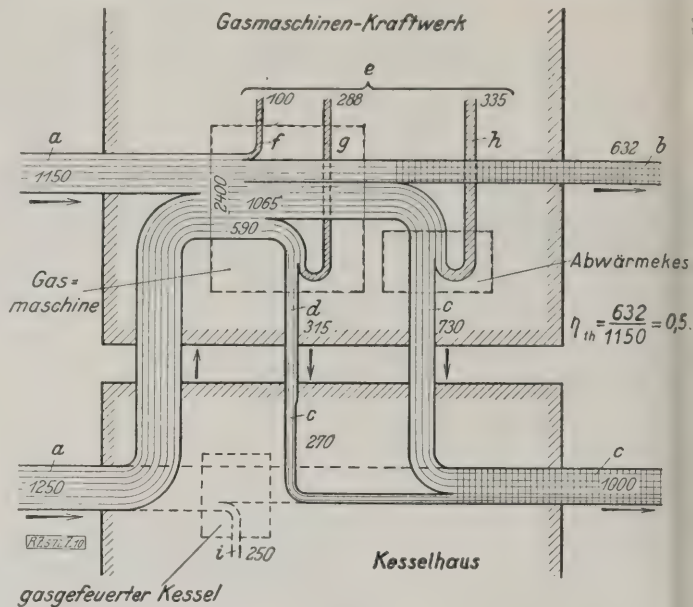 Gasmaschinen-Kraftwerk
e
100 288 335
a f g h 632 b
1150
2400
1065
590
Gas=
maschine
Abwärmekes
d c
315 730
η th = 632 / 1150 = 0,5.
c
270
a c
1250 1000
i 250
Kesselhaus
gasgefeuerter Kessel